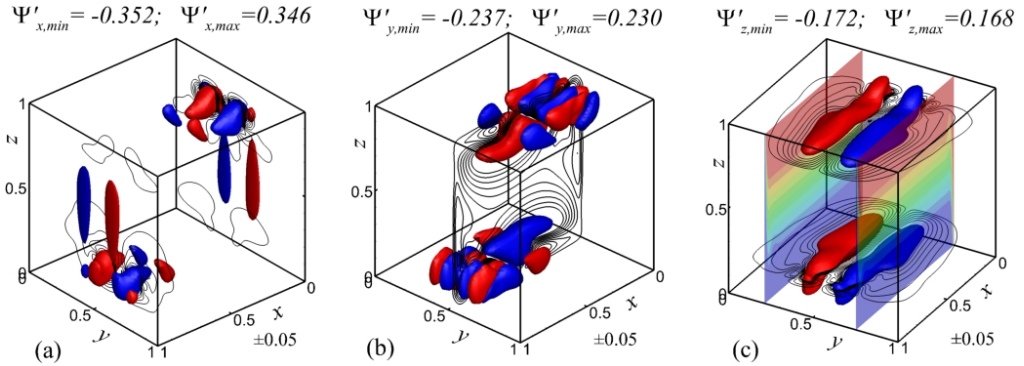 Ψ′x,min= -0.352; Ψ′x,max=0.346
Ψ′y,min= -0.237; Ψ′y,max=0.230
Ψ′z,min= -0.172; Ψ′z,max=0.168
1
z
0.5
0
0
0.5
y
1
1
0.5
x
0
±0.05
(a)
1
z
0.5
0
0
0.5
y
1
1
0.5
x
0
±0.05
(b)
1
z
0.5
0
0
0.5
y
1
1
0.5
x
0
±0.05
(c)